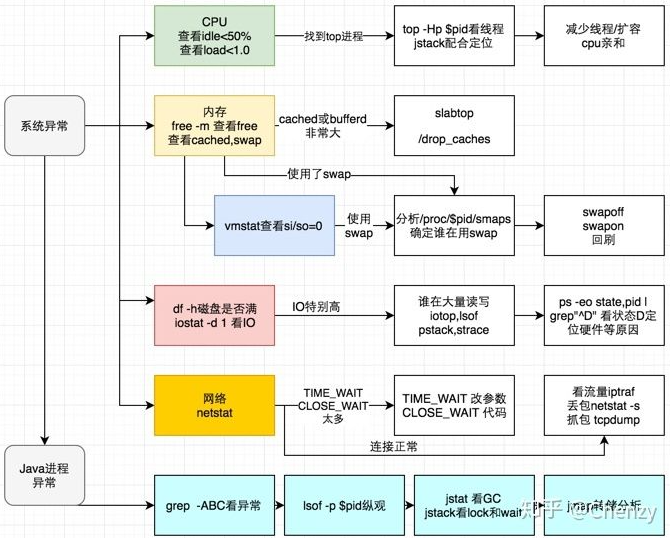 CPU
查看idle<50%
查看load<1.0
找到top进程
top -Hp $pid看线程
jstack配合定位
减少线程/扩容
cpu亲和
系统异常
内存
free -m 查看free
查看cached,swap
cached或bufferd
非常大
slabtop
/drop_caches
使用了swap
vmstat查看si/so=0
使用
swap
分析/proc/$pid/smaps
确定谁在用swap
swapoff
swapon
回刷
df -h磁盘是否满
iostat -d 1 看IO
IO特别高
谁在大量读写
iotop,lsof
pstack,strace
ps -eo state,pid |
grep"^D" 看状态D定
位硬件等原因
网络
netstat
TIME_WAIT
CLOSE_WAIT
太多
TIME_WAIT 改参数
CLOSE_WAIT 代码
看流量iptraf
丢包netstat -s
抓包 tcpdump
连接正常
Java进程
异常
grep -ABC看异常
lsof -p $pid纵观
jstat 看GC
jstack看lock和wait
jmap转储分析
知乎 @Chenzy